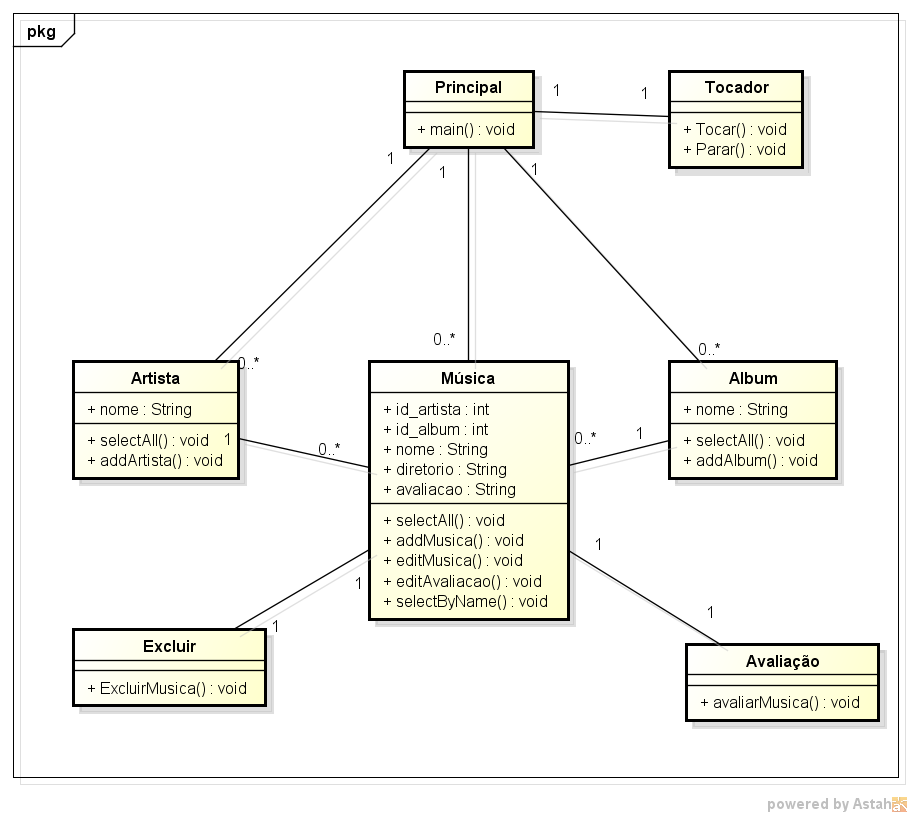 pkg
Principal
+ main() : void
1
1
Tocador
+ Tocar() : void
+ Parar() : void
1
1
1
0..*
0..*
0..*
Artista
+ nome : String
+ selectAll() : void
+ addArtista() : void
1
0..*
Música
+ id_artista : int
+ id_album : int
+ nome : String
+ diretorio : String
+ avaliacao : String
+ selectAll() : void
+ addMusica() : void
+ editMusica() : void
+ editAvaliacao() : void
+ selectByName() : void
0..*
1
Album
+ nome : String
+ selectAll() : void
+ addAlbum() : void
1
1
1
1
Excluir
+ ExcluirMusica() : void
Avaliação
+ avaliarMusica() : void
powered by Astah